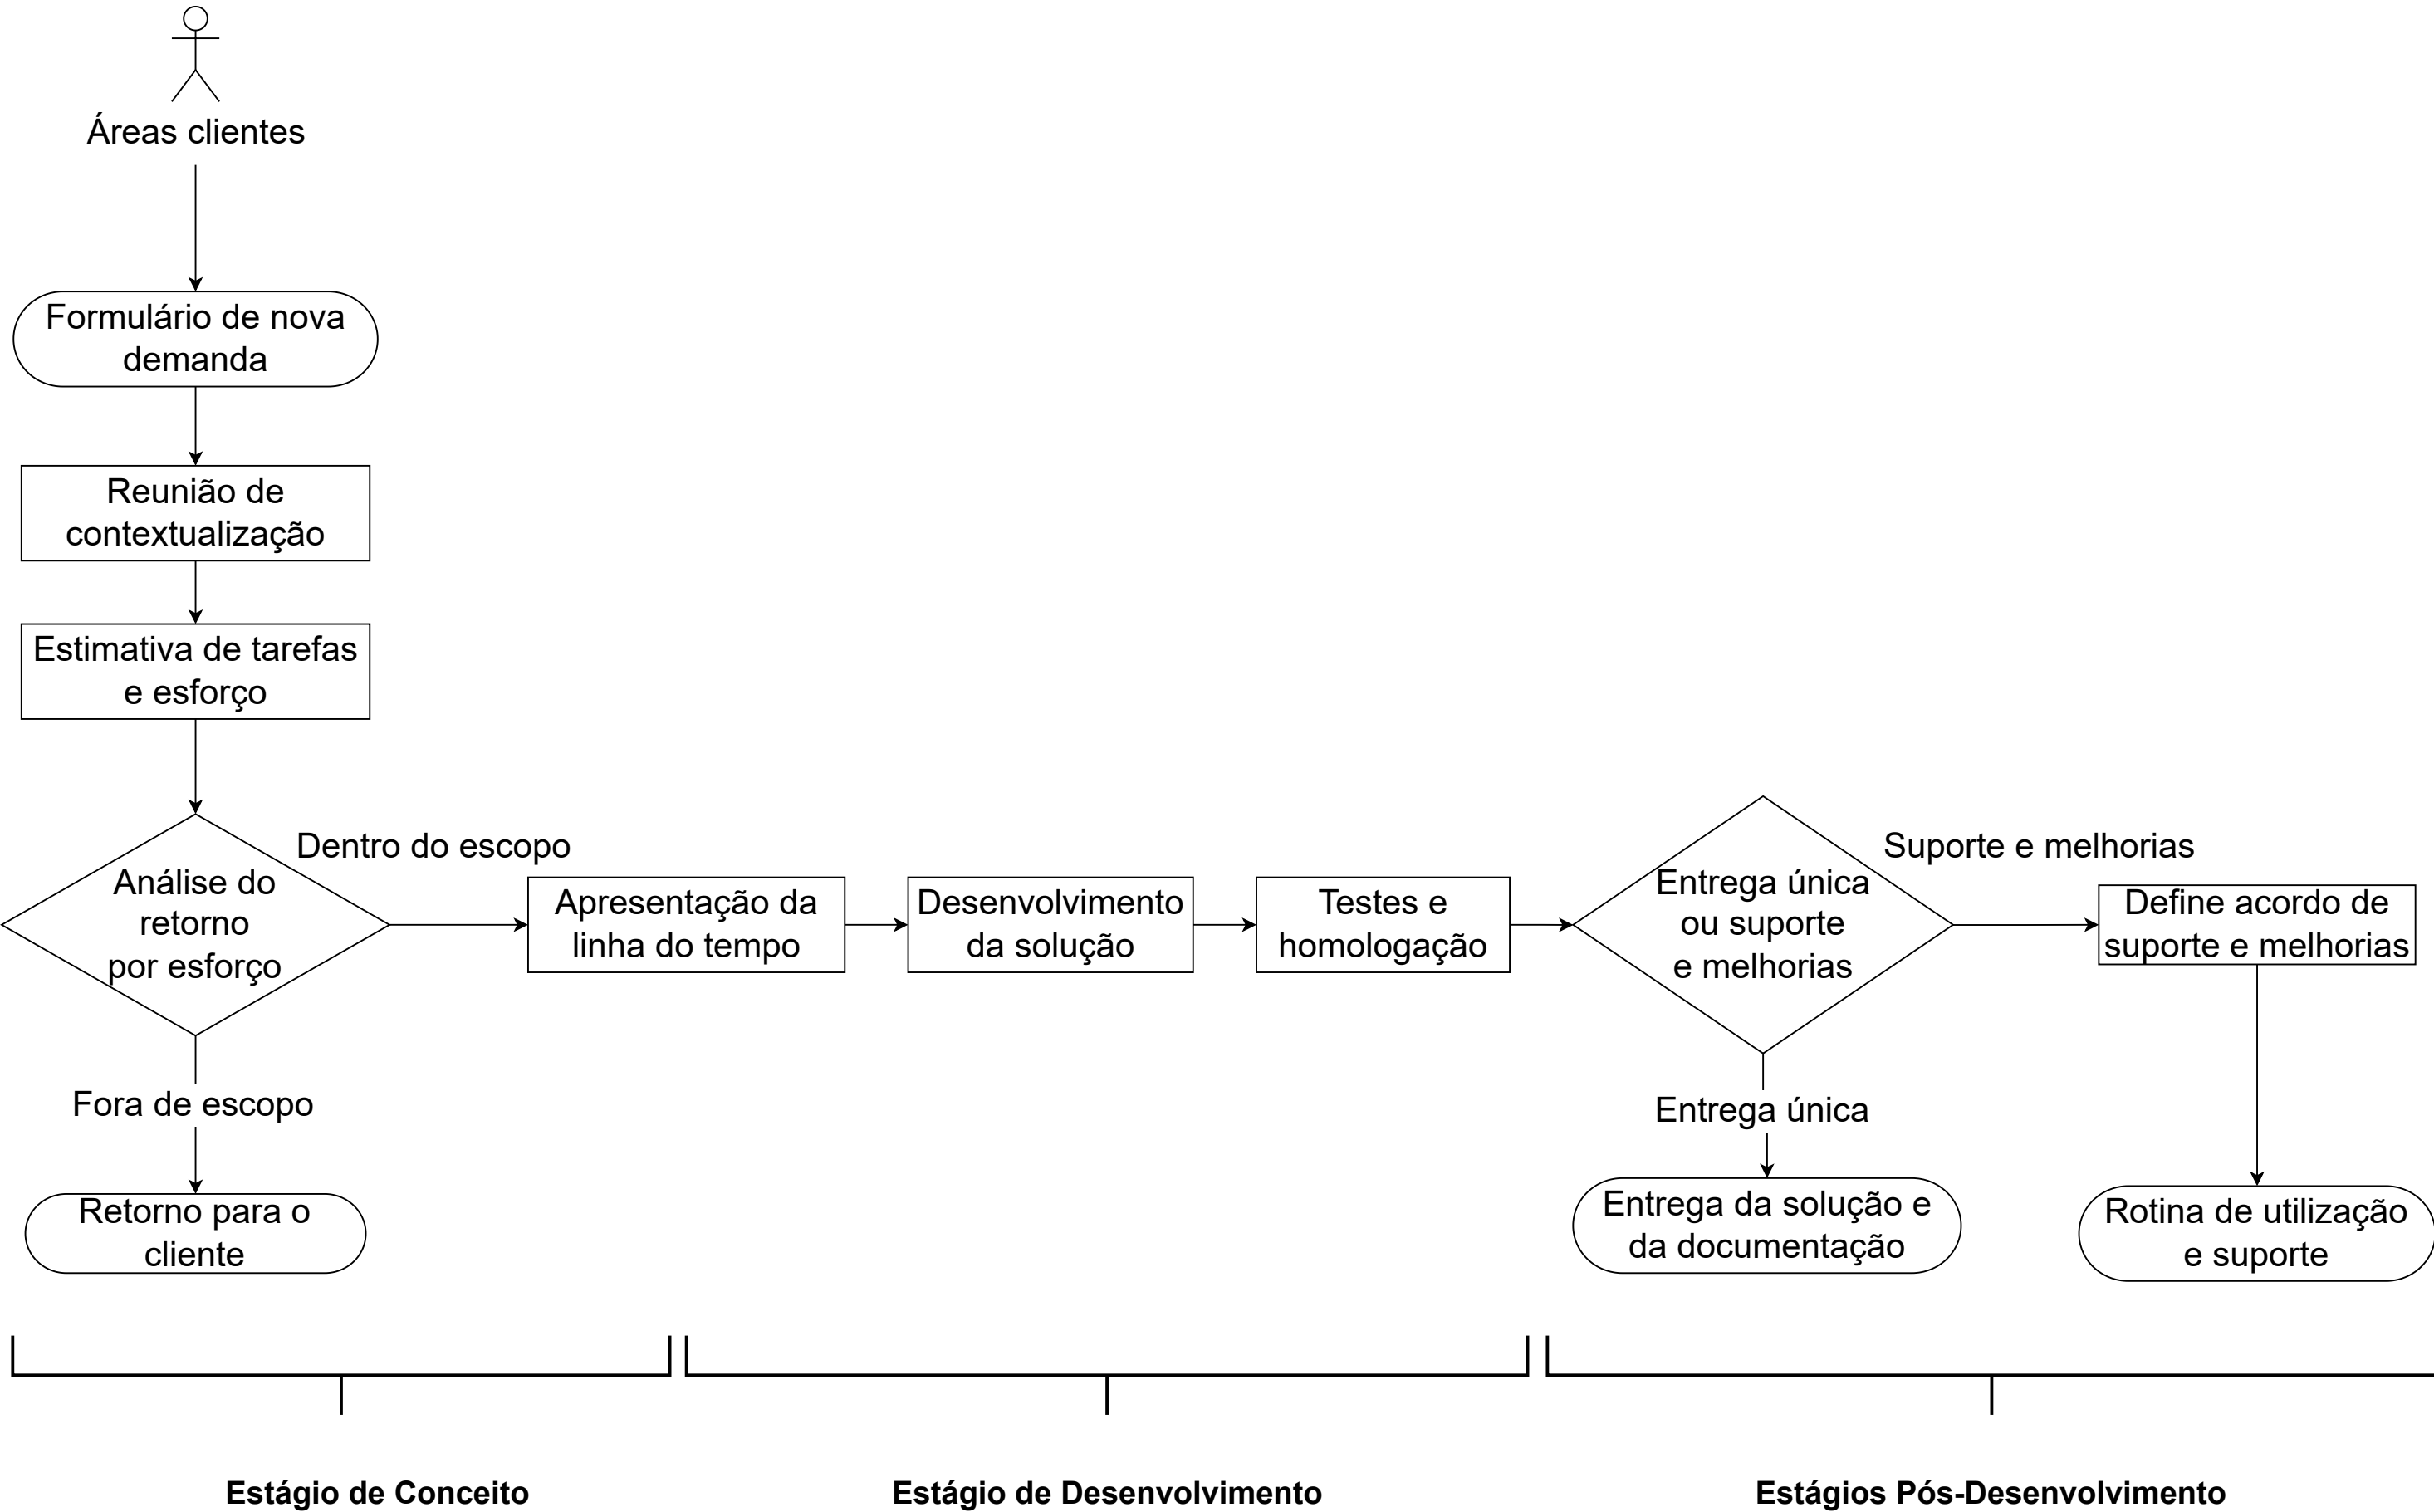 Áreas clientes
Formulário de nova
demanda
Reunião de
contextualização
Estimativa de tarefas
e esforço
Análise do
retorno
por esforço
Dentro do escopo
Fora de escopo
Retorno para o
cliente
Apresentação da
linha do tempo
Desenvolvimento
da solução
Testes e
homologação
Entrega única
ou suporte
e melhorias
Suporte e melhorias
Entrega única
Entrega da solução e
da documentação
Define acordo de
suporte e melhorias
Rotina de utilização
e suporte
Estágio de Conceito
Estágio de Desenvolvimento
Estágios Pós-Desenvolvimento